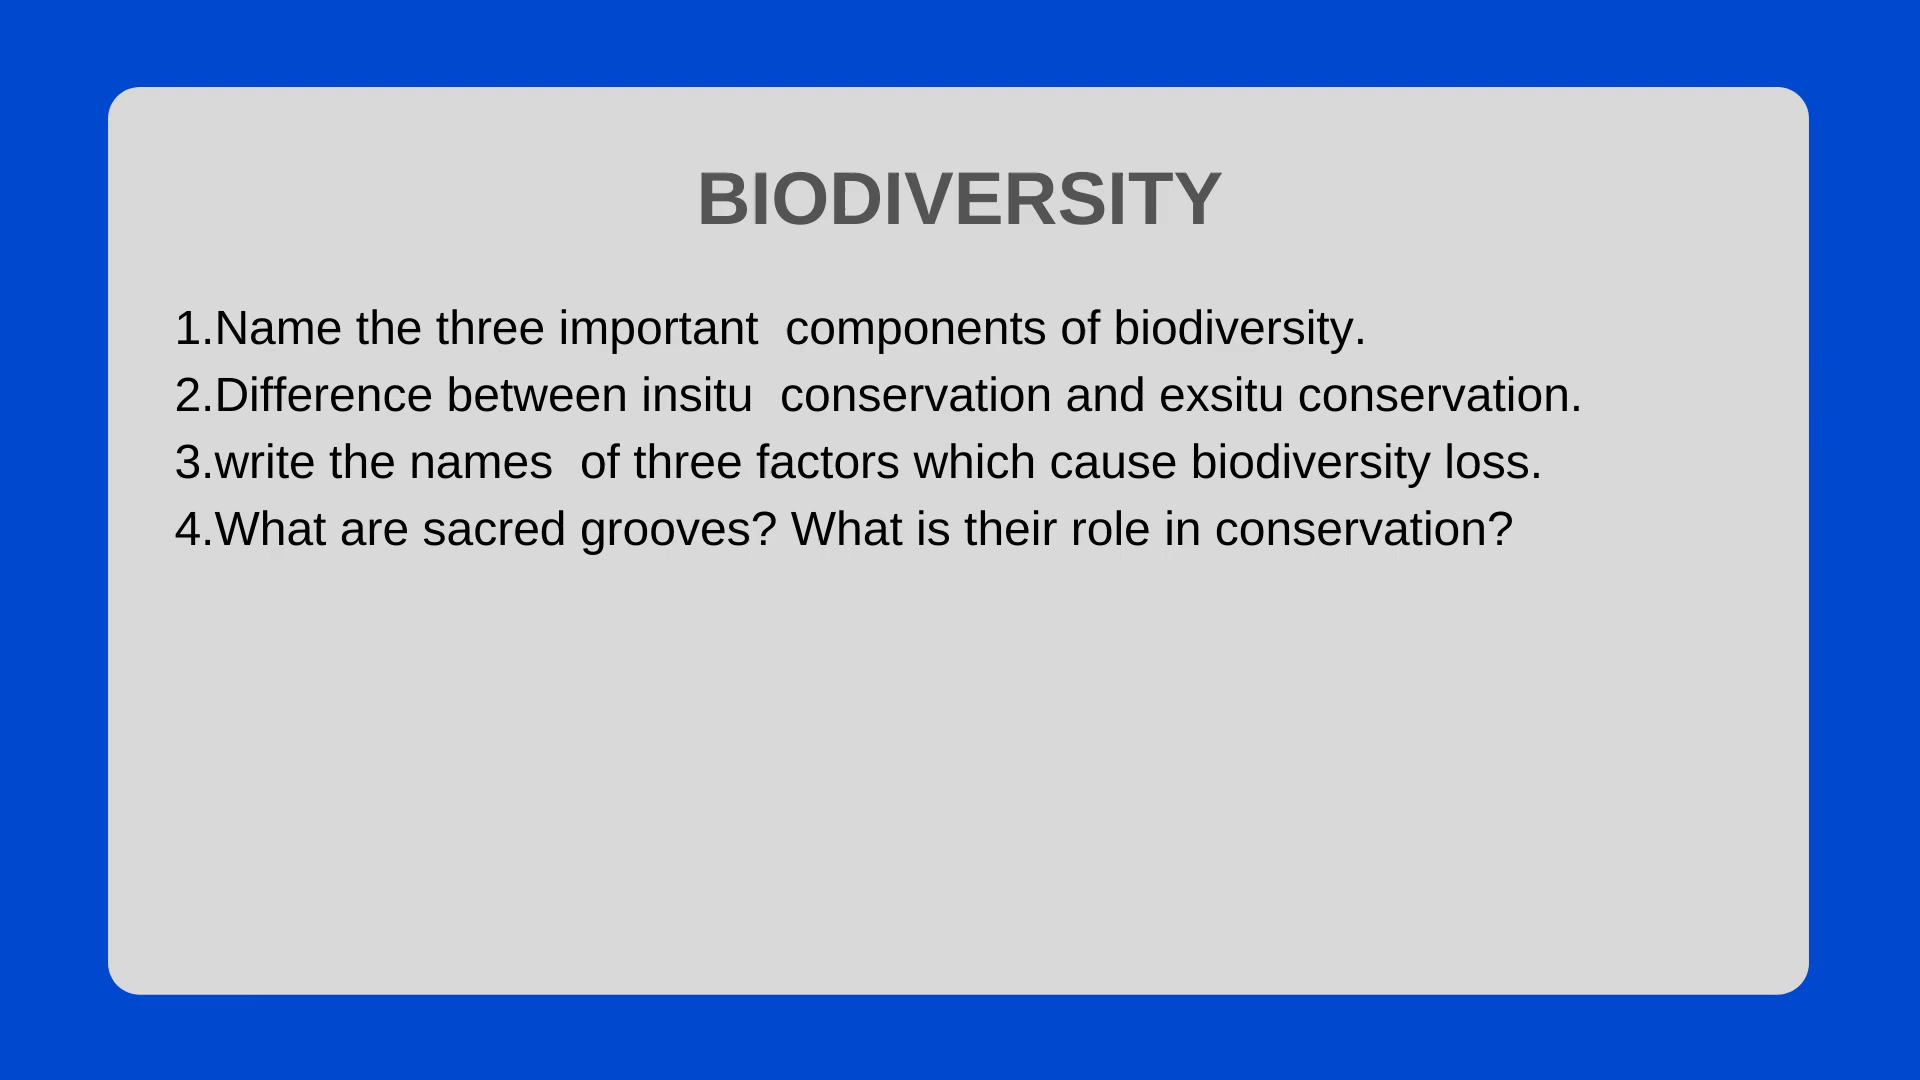 BIODIVERSITY
1.Name the three important  components of biodiversity.
2.Difference between insitu  conservation and exsitu conservation.
3.write the names  of three factors which cause biodiversity loss.
4.What are sacred grooves? What is their role in conservation?